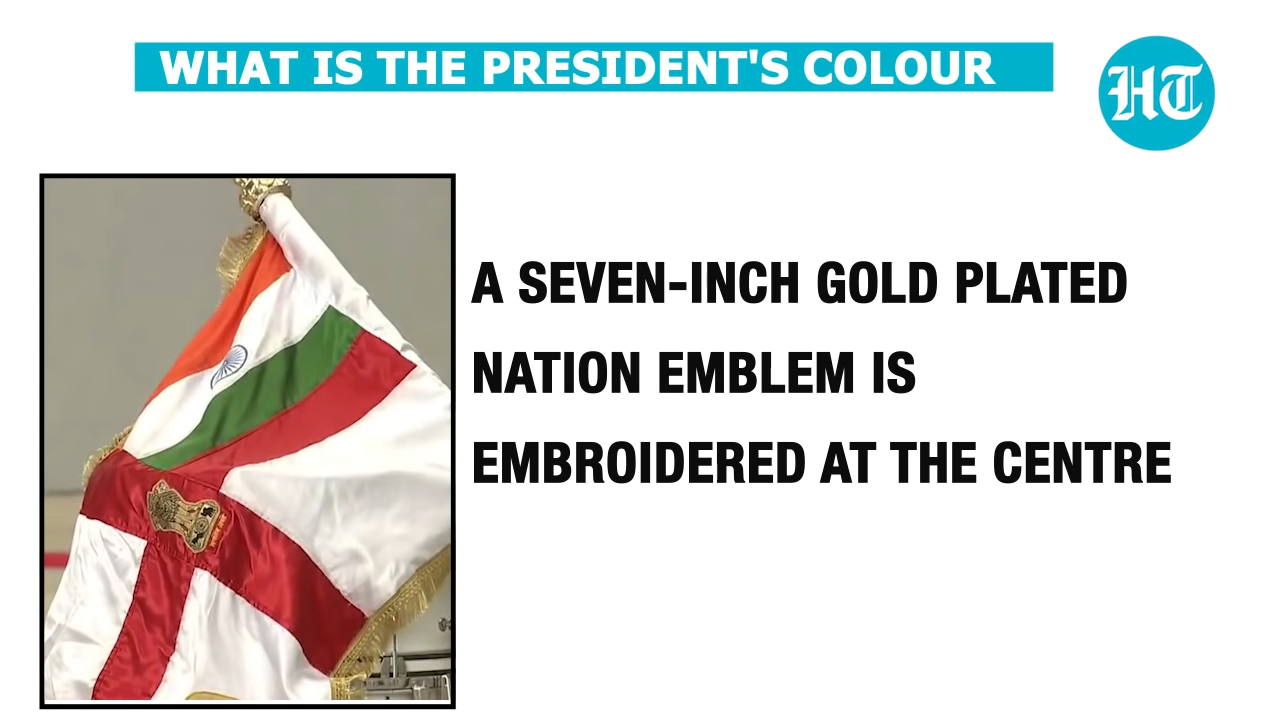 WHAT IS THE PRESIDENT'S COLOUR
HT
A SEVEN-INCH GOLD PLATED
NATION EMBLEM IS
EMBROIDERED AT THE CENTRE